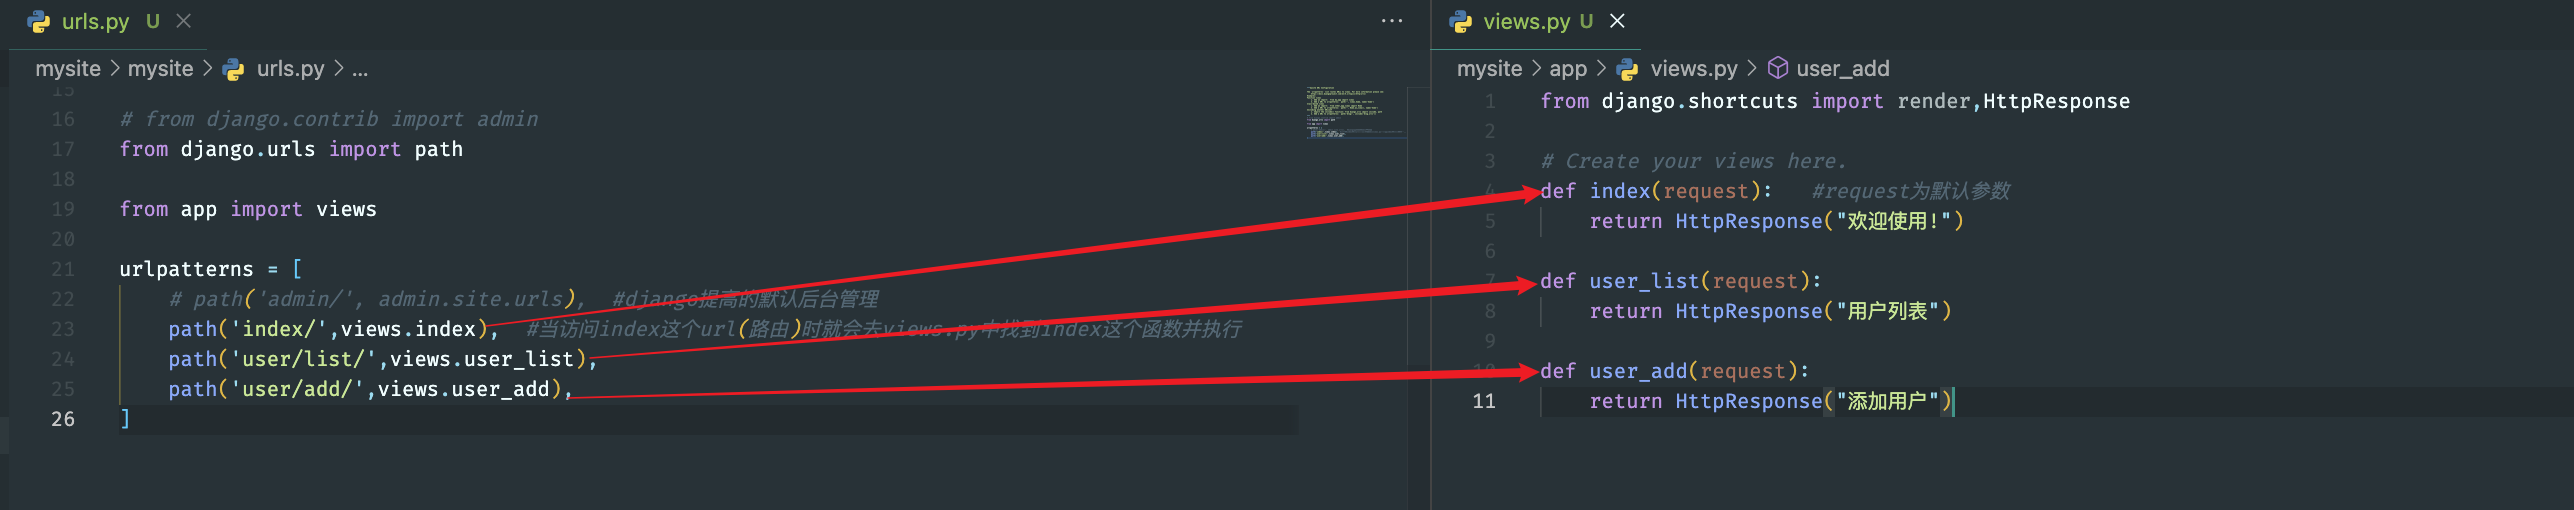 urls.py U
mysite > mysite > urls.py > ...
15
16 # from django.contrib import admin
17 from django.urls import path
18
19 from app import views
20
21 urlpatterns = [
22 # path('admin/', admin.site.urls), #django提高的默认后台管理
23 path('index/',views.index), #当访问index这个url(路由)时就会去views.py中找到index这个函数并执行
24 path('user/list/',views.user_list),
25 path('user/add/',views.user_add),
26 ]
views.py U
mysite > app > views.py > user_add
1 from django.shortcuts import render,HttpResponse
2
3 # Create your views here.
4 def index(request): #request为默认参数
5 return HttpResponse("欢迎使用!")
6
7 def user_list(request):
8 return HttpResponse("用户列表")
9
10 def user_add(request):
11 return HttpResponse("添加用户")